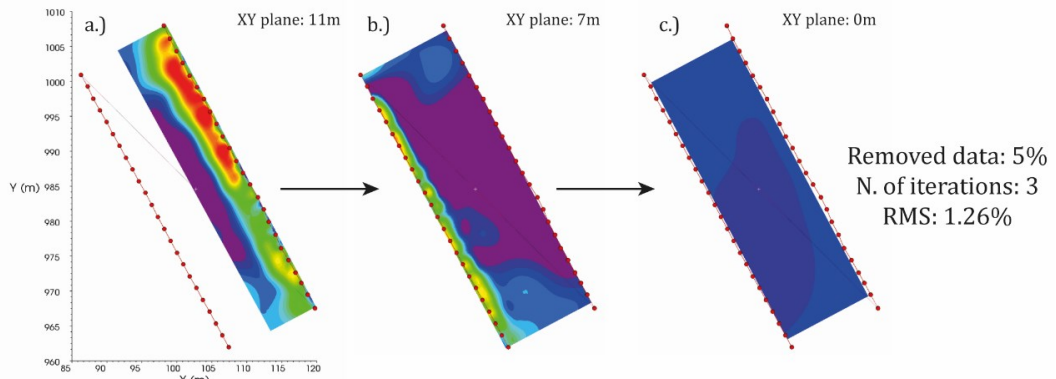 a.)
XY plane: 11m
b.)
XY plane: 7m
c.)
XY plane: 0m
1010
1005
1000
995
990
Y (m) 985
980
975
970
965
960
85 90 95 100 105 110 115 120
X (m)
Removed data: 5%
N. of iterations: 3
RMS: 1.26%